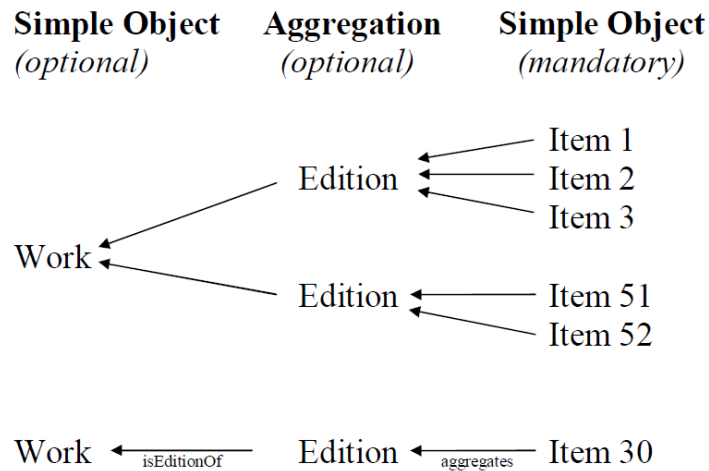 Simple Object Aggregation Simple Object
(optional) (optional) (mandatory)
Item 1
Edition Item 2
Item 3
Work
Edition Item 51
Item 52
Work isEditionOf Edition aggregates Item 30